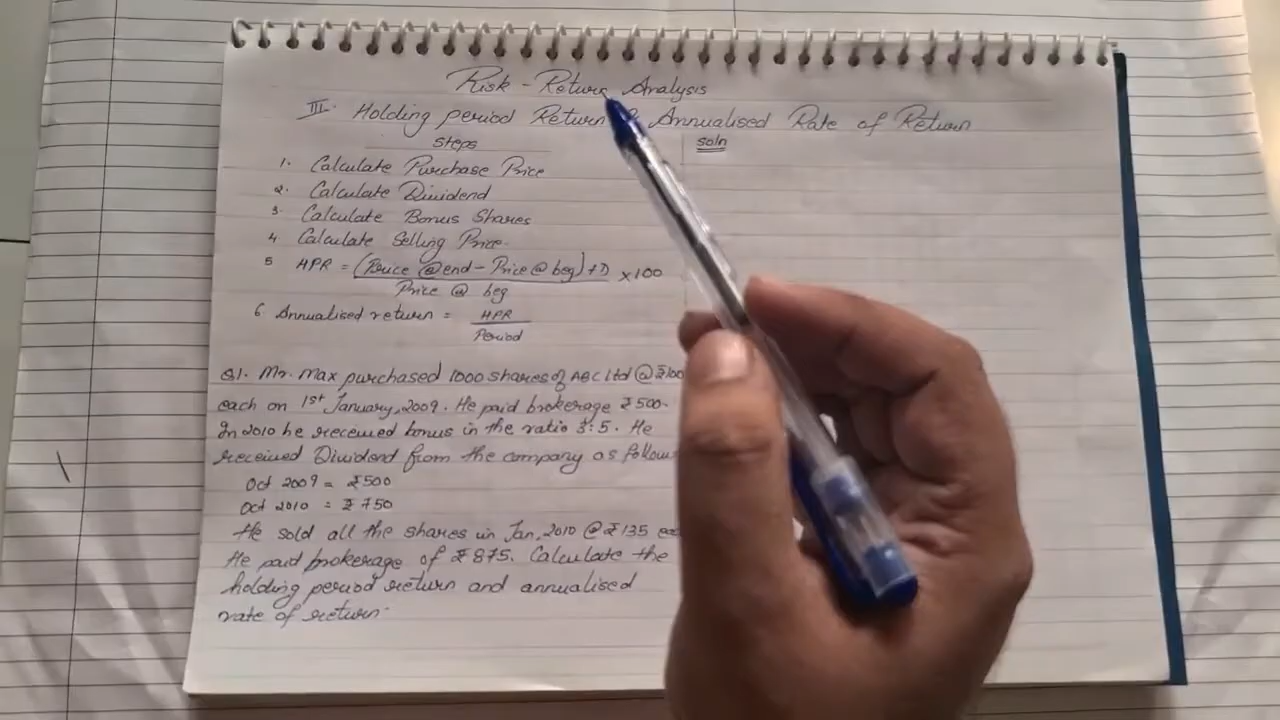 Risk - Return Analysis
III. Holding period Return & Annualised Rate of Return
Steps
1. Calculate Purchase Price
2. Calculate Dividend
3. Calculate Bonus Shares
4 Calculate Selling Price.
5 HPR = (Price @ end - Price @ beg) + D × 100
Price @ beg
6. Annualised return = HPR
Period
Q1. Mr. Max purchased 1000 shares of ABC Ltd @ ₹100
each on 1st January, 2009. He paid brokerage ₹500.
In 2010 he received bonus in the ratio 3:5. He
received Dividend from the company as
Oct 2009 = ₹500
Oct 2010 = ₹750
He sold all the shares in Jan, 2010 @ ₹135
He paid brokerage of ₹875. Calculate the
holding period return and annualised
rate of return.
Soln